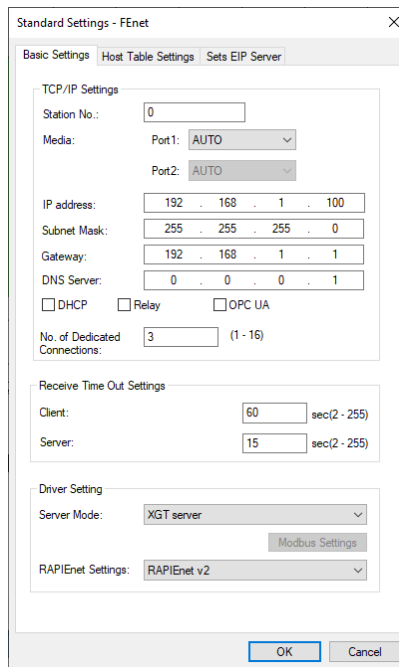 Standard Settings - FEnet
Basic Settings Host Table Settings Sets EIP Server
TCP/IP Settings
Station No.: 0
Media: Port1: AUTO
Port2: AUTO
IP address: 192 . 168 . 1 . 100
Subnet Mask: 255 . 255 . 255 . 0
Gateway: 192 . 168 . 1 . 1
DNS Server: 0 . 0 . 0 . 1
DHCP Relay OPC UA
No. of Dedicated Connections: 3 (1 - 16)
Receive Time Out Settings
Client: 60 sec(2 - 255)
Server: 15 sec(2 - 255)
Driver Setting
Server Mode: XGT server
Modbus Settings
RAPIEnet Settings: RAPIEnet v2
OK Cancel